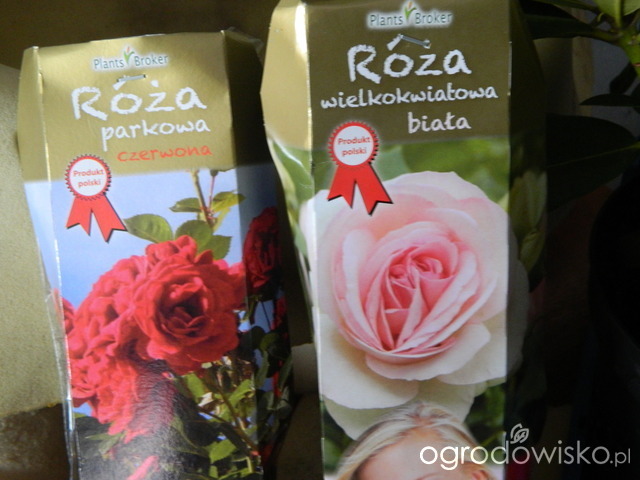 Plants Broker
Róża
parkowa
czerwona
Produkt
polski
Plants Broker
Róża
wielkokwiatowa
biała
Produkt
polski
ogrodowisko.pl